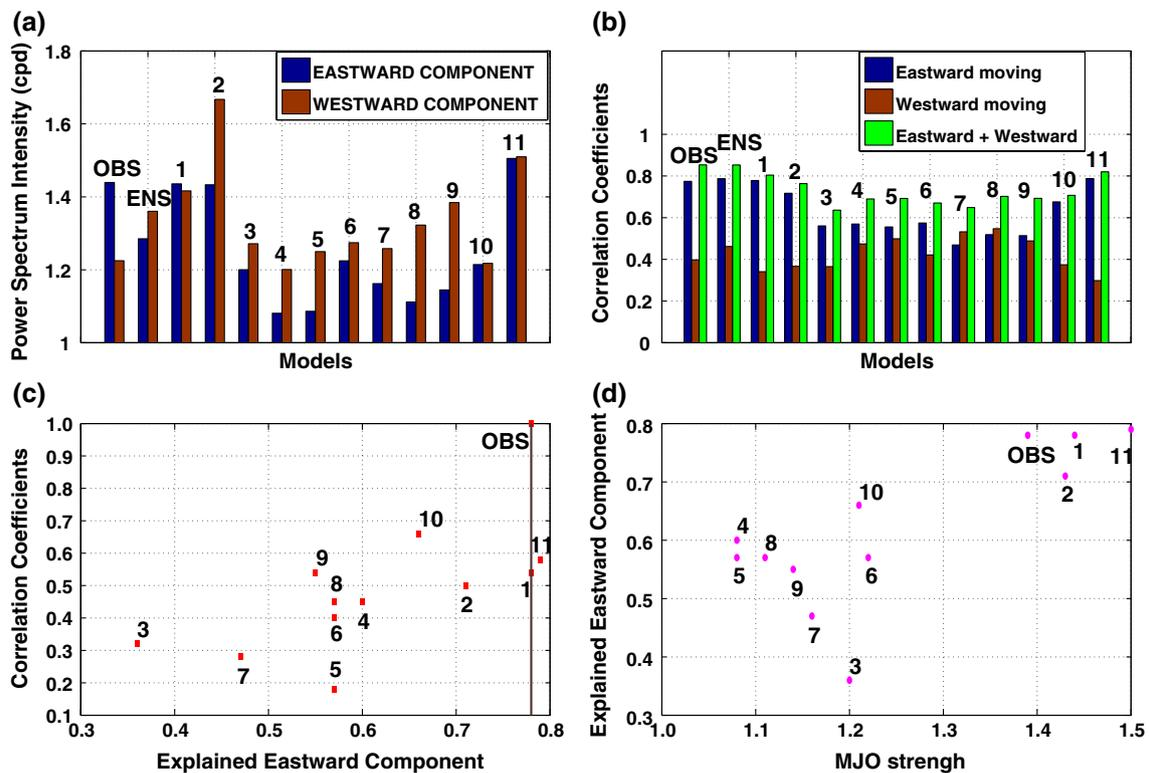 (a)
Power Spectrum Intensity (cpd)
1.8
1.6
1.4
1.2
1
EASTWARD COMPONENT
WESTWARD COMPONENT
OBS
ENS
1
2
3
4
5
6
7
8
9
10
11
Models
(b)
Correlation Coefficients
1
0.8
0.6
0.4
0.2
0
Eastward moving
Westward moving
Eastward + Westward
OBS
ENS
1
2
3
4
5
6
7
8
9
10
11
Models
(c)
Correlation Coefficients
1.0
0.9
0.8
0.7
0.6
0.5
0.4
0.3
0.2
0.1
OBS
10
11
9
8
1
2
4
6
3
7
5
0.3 0.4 0.5 0.6 0.7 0.8
Explained Eastward Component
(d)
Explained Eastward Component
0.8
0.7
0.6
0.5
0.4
0.3
OBS
1
11
2
10
4
8
5
6
9
7
3
1.0 1.1 1.2 1.3 1.4 1.5
MJO strengh